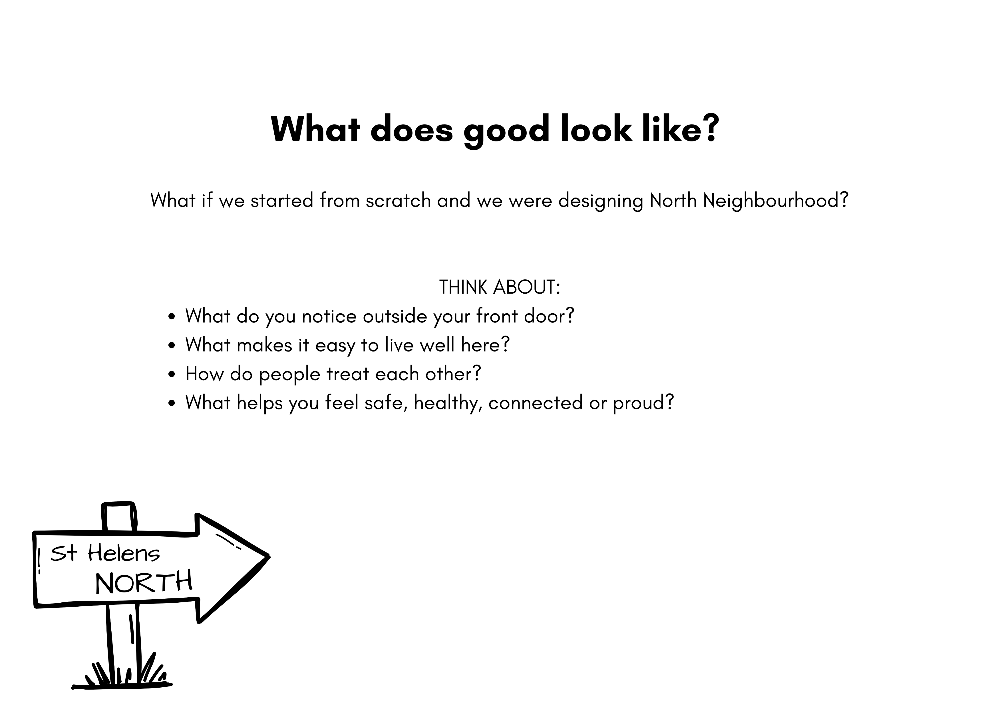 What does good look like?
What if we started from scratch and we were designing North Neighbourhood?
THINK ABOUT:
• What do you notice outside your front door?
• What makes it easy to live well here?
• How do people treat each other?
• What helps you feel safe, healthy, connected or proud?
St Helens
NORTH